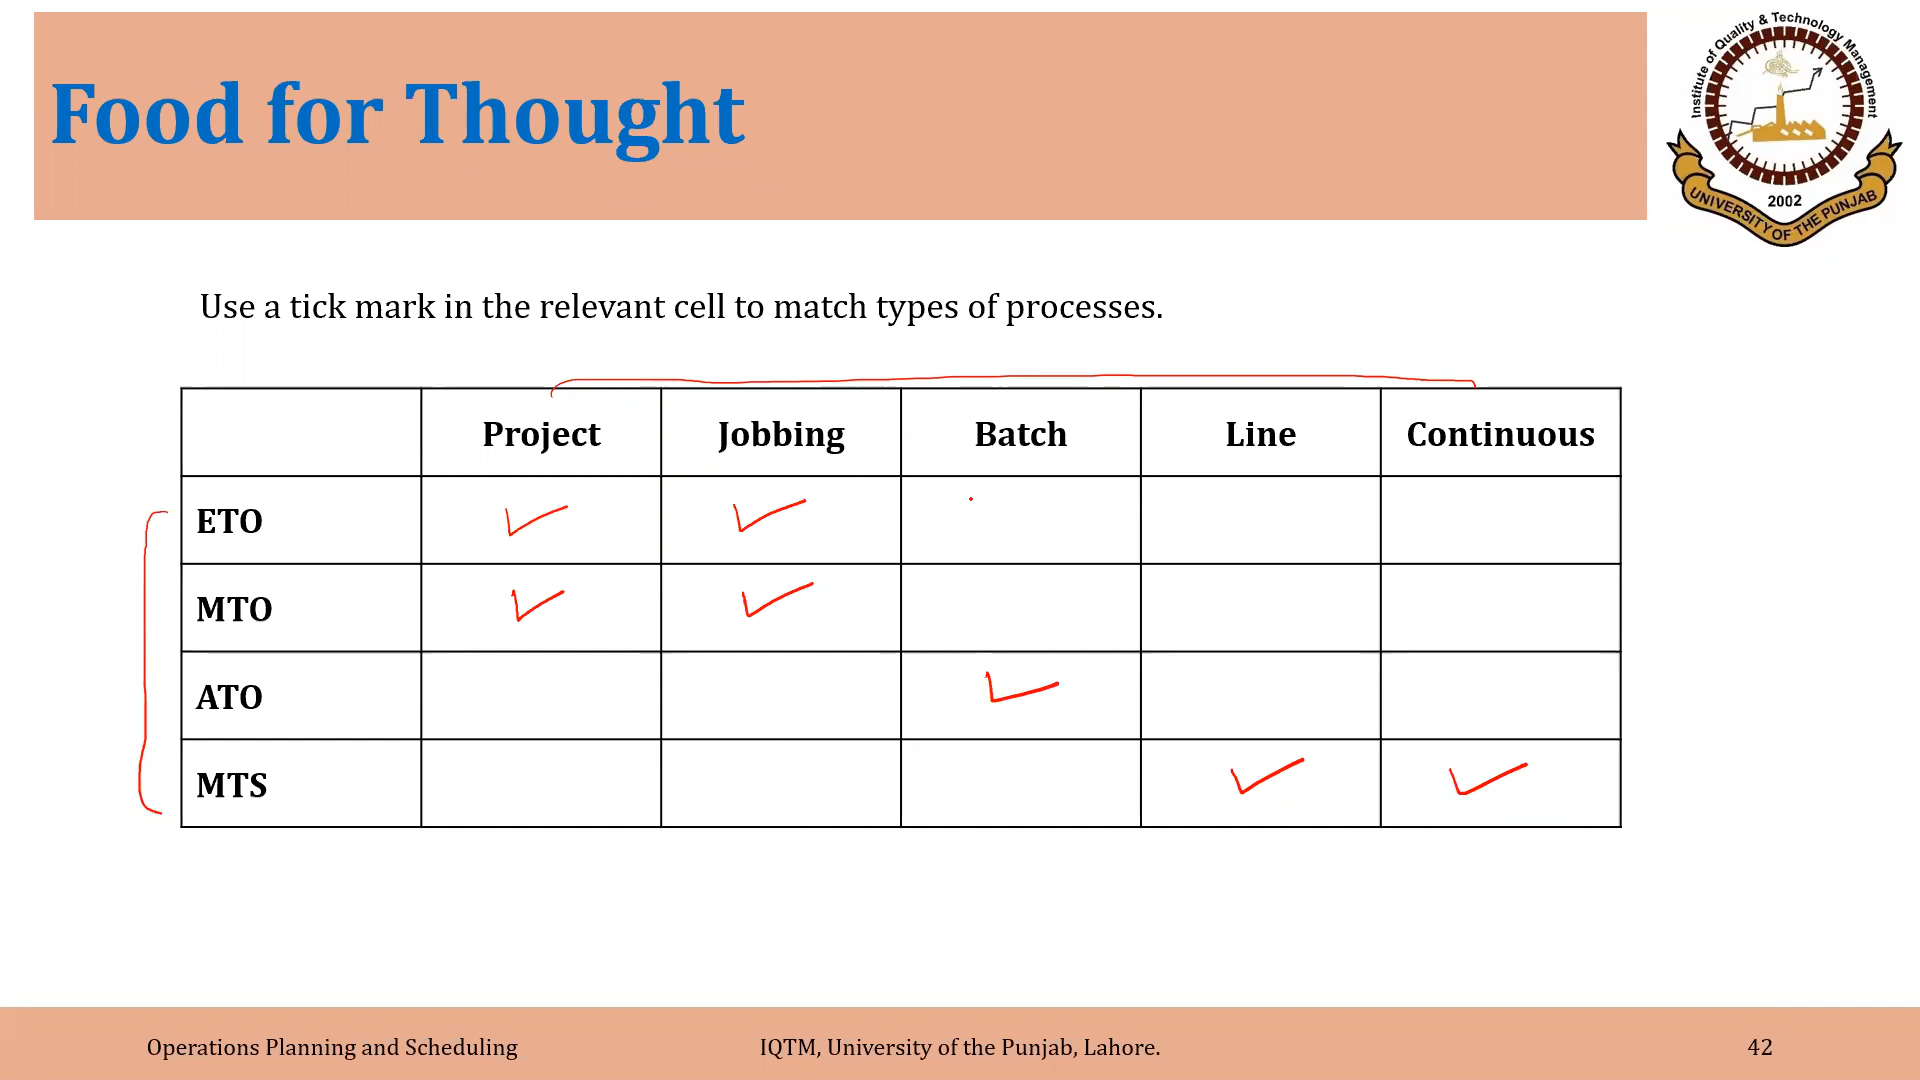 Food for Thought
Institute of Quality & Technology Management
2002
UNIVERSITY OF THE PUNJAB
Use a tick mark in the relevant cell to match types of processes.
Project Jobbing Batch Line Continuous
ETO ✓ ✓
MTO ✓ ✓
ATO ✓
MTS ✓ ✓
Operations Planning and Scheduling IQTM, University of the Punjab, Lahore. 42